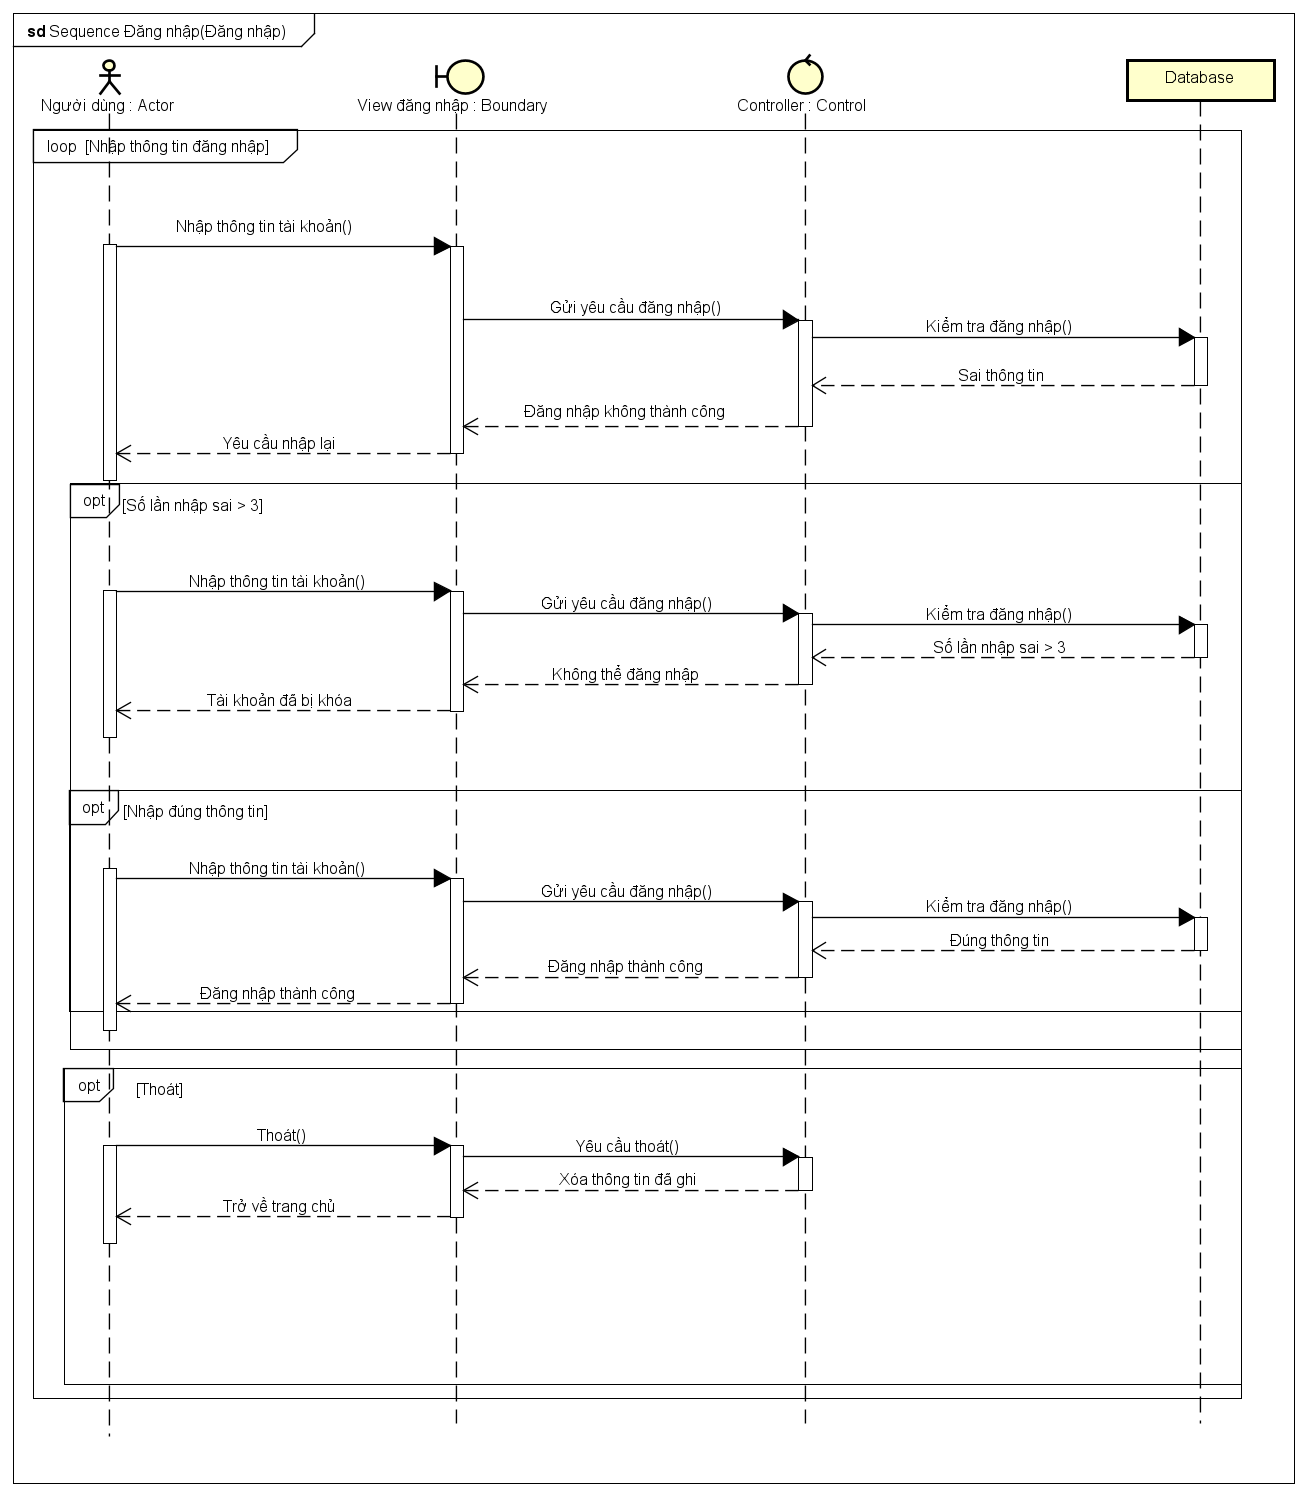 sd Sequence Đăng nhập(Đăng nhập)
Người dùng : Actor
View đăng nhập : Boundary
Controller : Control
Database
loop [Nhập thông tin đăng nhập]
Nhập thông tin tài khoản()
Gửi yêu cầu đăng nhập()
Kiểm tra đăng nhập()
Sai thông tin
Đăng nhập không thành công
Yêu cầu nhập lại
opt [Số lần nhập sai > 3]
Nhập thông tin tài khoản()
Gửi yêu cầu đăng nhập()
Kiểm tra đăng nhập()
Số lần nhập sai > 3
Không thể đăng nhập
Tài khoản đã bị khóa
opt [Nhập đúng thông tin]
Nhập thông tin tài khoản()
Gửi yêu cầu đăng nhập()
Kiểm tra đăng nhập()
Đúng thông tin
Đăng nhập thành công
Đăng nhập thành công
opt [Thoát]
Thoát()
Yêu cầu thoát()
Xóa thông tin đã ghi
Trở về trang chủ